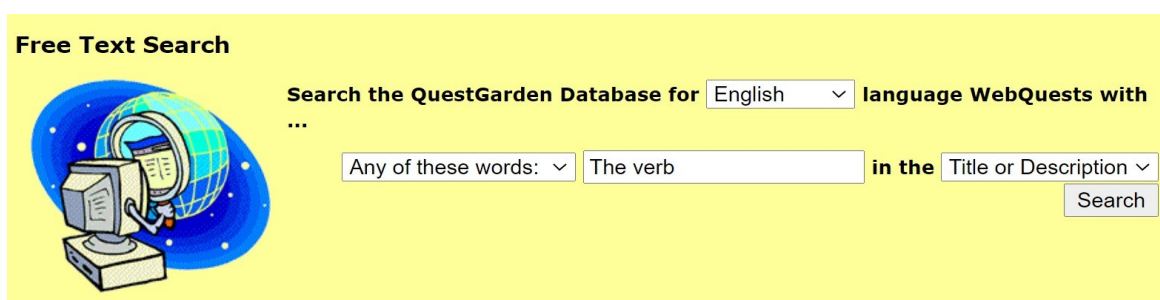 Free Text Search
Search the QuestGarden Database for English language WebQuests with
...
Any of these words: The verb in the Title or Description
Search